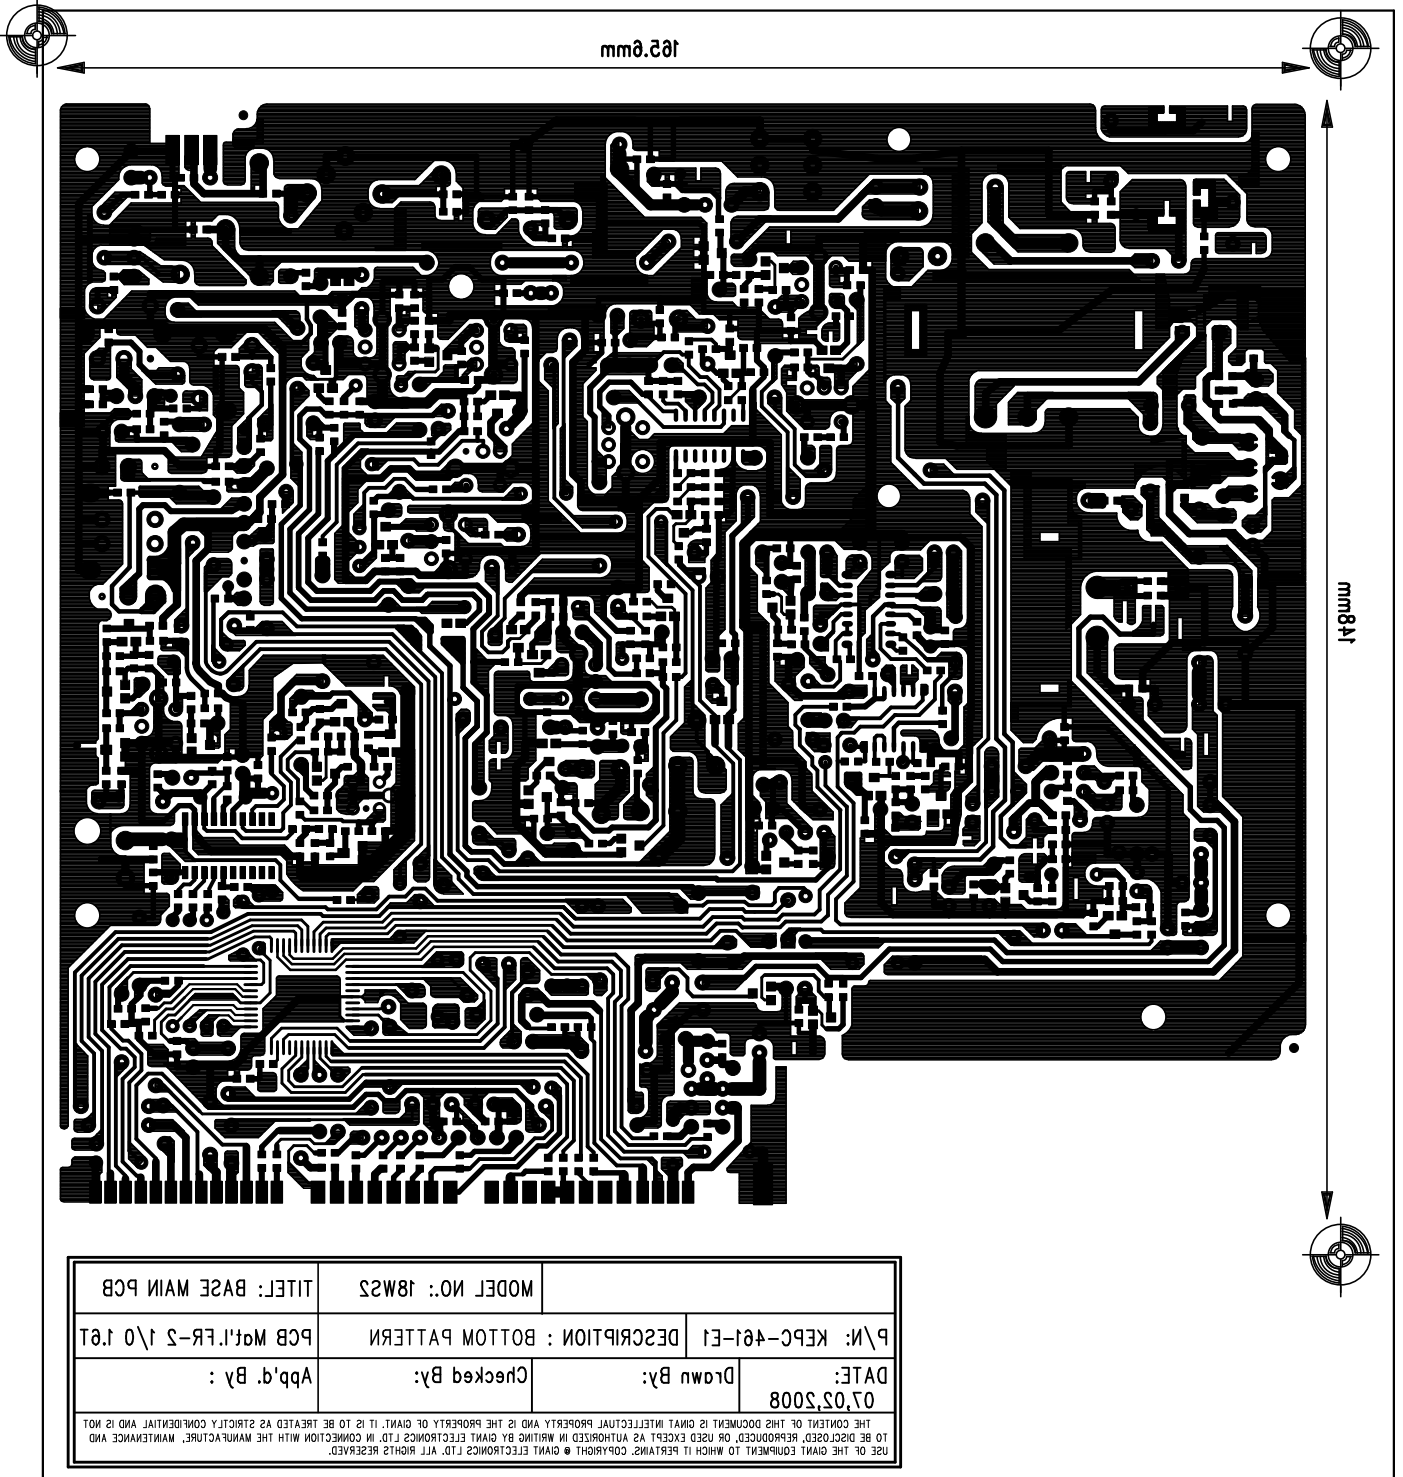 165.6mm
148mm
MODEL NO.: 18WS2
TITEL: BASE MAIN PCB
P/N: KEPC-461-E1
DESCRIPTION : BOTTOM PATTERN
PCB Mat'l.FR-2 1/0 1.6T
DATE:
07,02,2008
Drawn By:
Checked By:
App'd. By :
THE CONTENT OF THIS DOCUMENT IS GINAT INTELLECTUAL PROPERTY AND IS THE PROPERTY OF GIANT. IT IS TO BE TREATED AS STRICTLY CONFIDENTIAL AND IS NOT
TO BE DISCLOSED, REPRODUCED, OR USED EXCEPT AS AUTHORIZED IN WRITING BY GIANT ELECTRONICS LTD. IN CONNECTION WITH THE MANUFACTURE, MAINTENANCE AND
USE OF THE GIANT EQUIPMENT TO WHICH IT PERTAINS. COPYRIGHT @ GIANT ELECTRONICS LTD. ALL RIGHTS RESERVED.